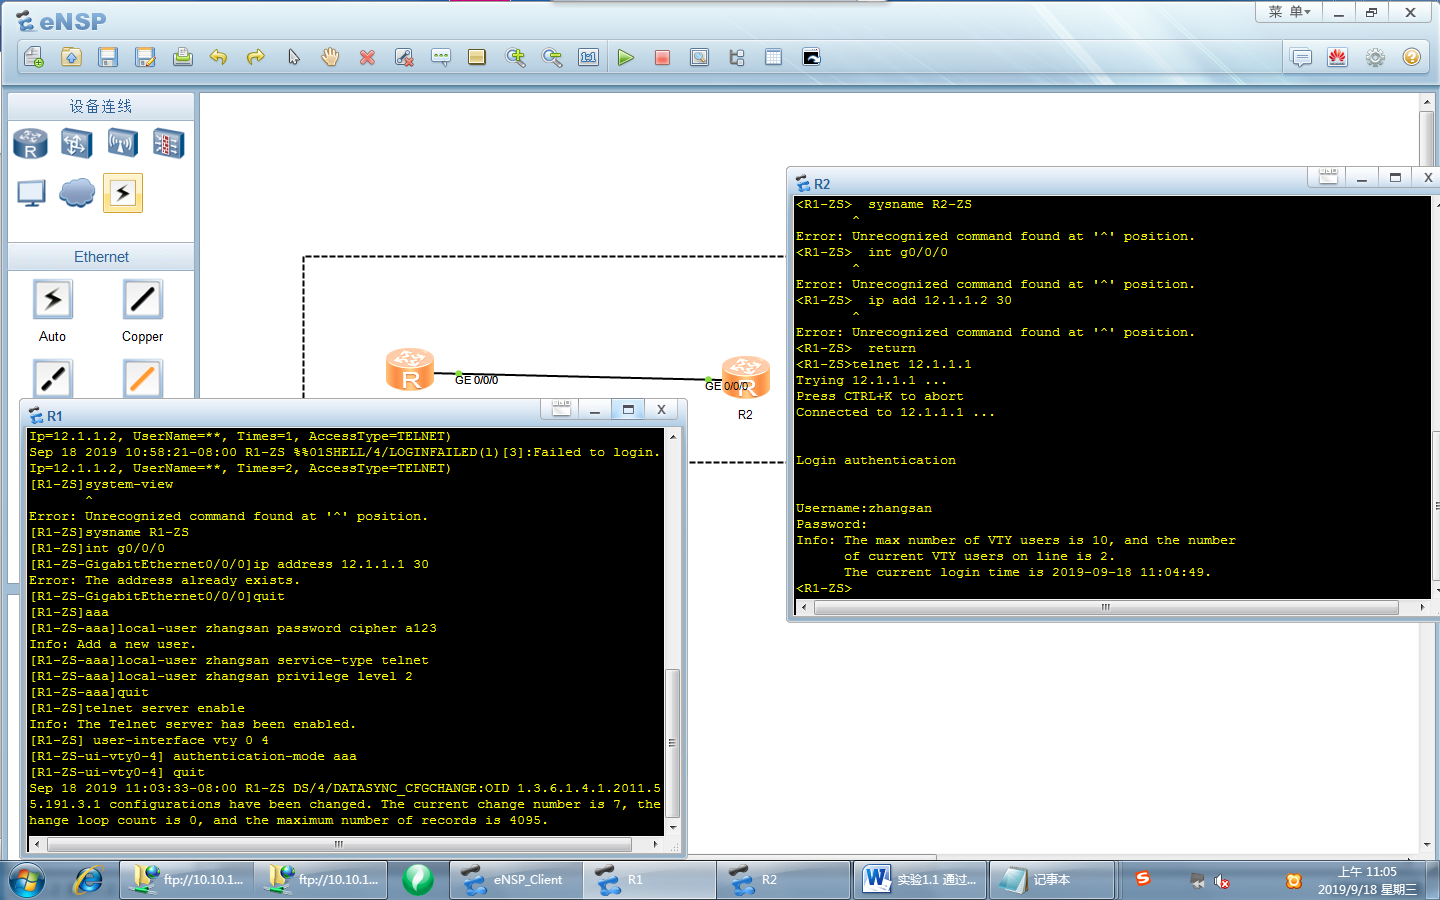 eNSP
菜 单
设备连线
Ethernet
Auto
Copper
GE 0/0/0
GE 0/0/0
R
R
R2
R2
<R1-ZS>  sysname R2-ZS
^
Error: Unrecognized command found at '^' position.
<R1-ZS>  int g0/0/0
^
Error: Unrecognized command found at '^' position.
<R1-ZS>  ip add 12.1.1.2 30
^
Error: Unrecognized command found at '^' position.
<R1-ZS>  return
<R1-ZS>telnet 12.1.1.1
Trying 12.1.1.1 ...
Press CTRL+K to abort
Connected to 12.1.1.1 ...
Login authentication
Username:zhangsan
Password:
Info: The max number of VTY users is 10, and the number
of current VTY users on line is 2.
The current login time is 2019-09-18 11:04:49.
<R1-ZS>
R1
Ip=12.1.1.2, UserName=**, Times=1, AccessType=TELNET)
Sep 18 2019 10:58:21-08:00 R1-ZS %%01SHELL/4/LOGINFAILED(l)[3]:Failed to login.
Ip=12.1.1.2, UserName=**, Times=2, AccessType=TELNET)
[R1-ZS]system-view
^
Error: Unrecognized command found at '^' position.
[R1-ZS]sysname R1-ZS
[R1-ZS]int g0/0/0
[R1-ZS-GigabitEthernet0/0/0]ip address 12.1.1.1 30
Error: The address already exists.
[R1-ZS-GigabitEthernet0/0/0]quit
[R1-ZS]aaa
[R1-ZS-aaa]local-user zhangsan password cipher a123
Info: Add a new user.
[R1-ZS-aaa]local-user zhangsan service-type telnet
[R1-ZS-aaa]local-user zhangsan privilege level 2
[R1-ZS-aaa]quit
[R1-ZS]telnet server enable
Info: The Telnet server has been enabled.
[R1-ZS] user-interface vty 0 4
[R1-ZS-ui-vty0-4] authentication-mode aaa
[R1-ZS-ui-vty0-4] quit
Sep 18 2019 11:03:33-08:00 R1-ZS DS/4/DATASYNC_CFGCHANGE:OID 1.3.6.1.4.1.2011.5
5.191.3.1 configurations have been changed. The current change number is 7, the
hange loop count is 0, and the maximum number of records is 4095.
ftp://10.10.1...
ftp://10.10.1...
eNSP_Client
R1
R2
实验1.1 通过...
记事本
上午 11:05
2019/9/18 星期三